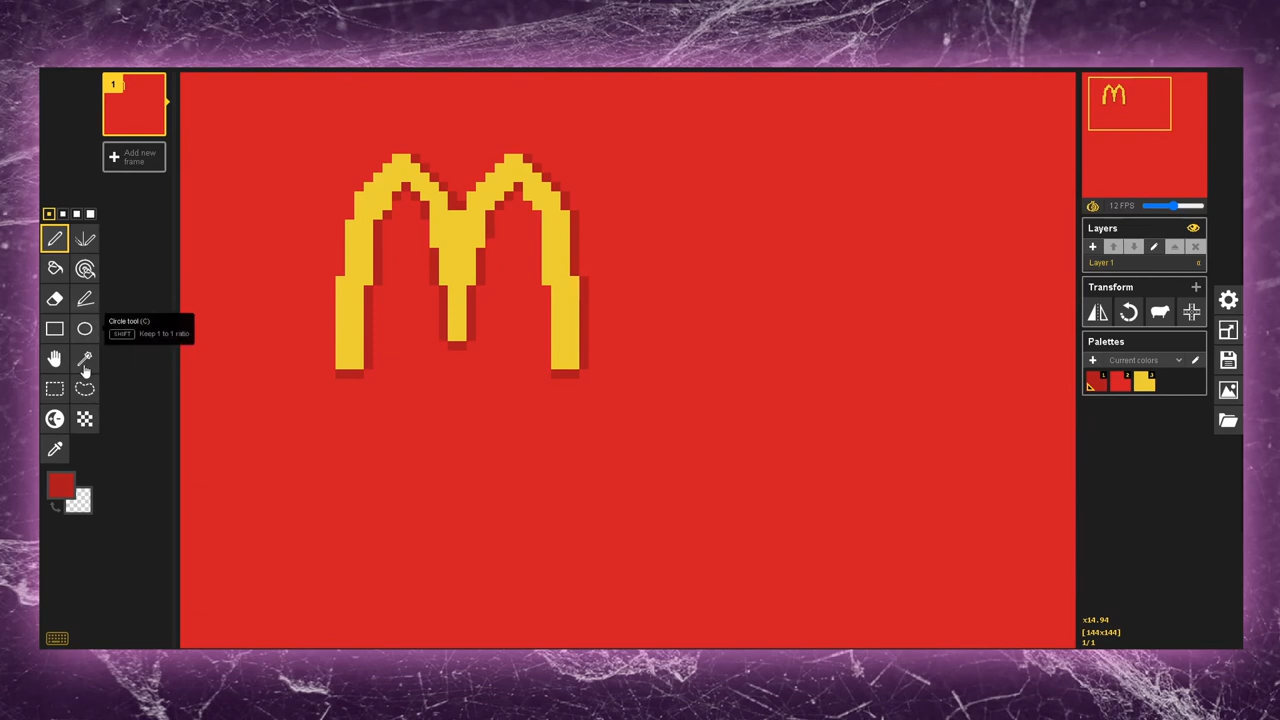 1
Add new
frame
Circle tool (C)
SHIFT Keep 1 to 1 ratio
12 FPS
Layers
Layer 1 α
Transform
Palettes
Current colors
1 2 3
x14.94
[144x144]
1/1